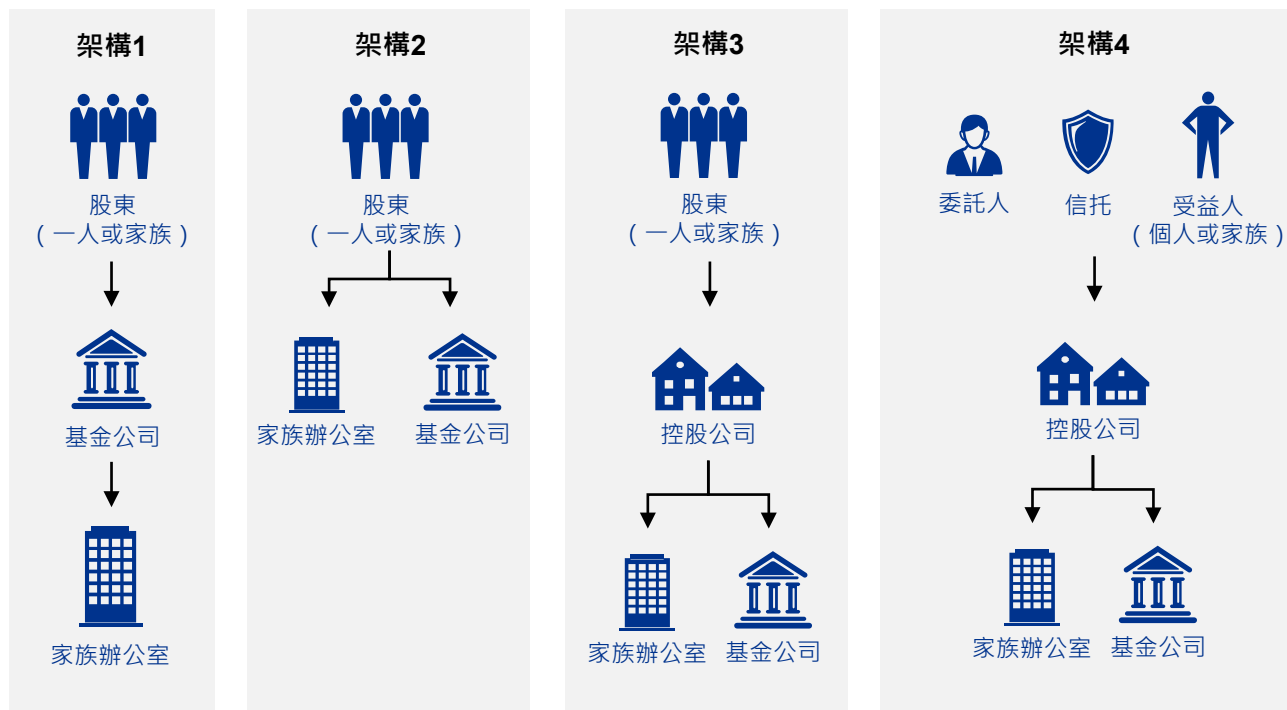 架構1
股東
(一人或家族)
基金公司
家族辦公室
架構2
股東
(一人或家族)
家族辦公室
基金公司
架構3
股東
(一人或家族)
控股公司
家族辦公室
基金公司
架構4
委託人
信托
受益人
(個人或家族)
控股公司
家族辦公室
基金公司